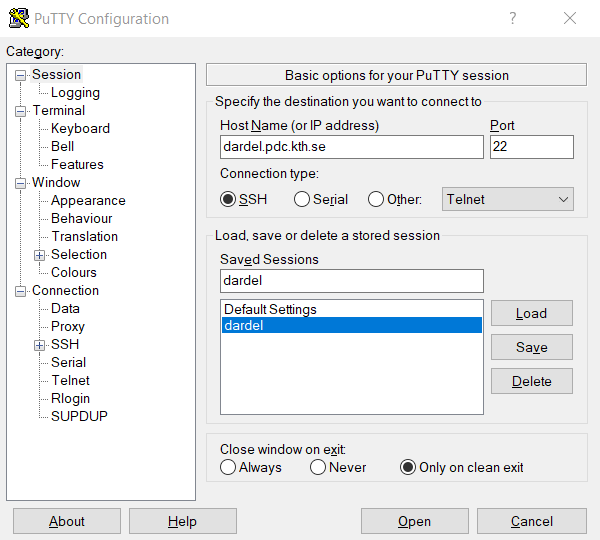 PuTTY Configuration
Category:
Session
Logging
Terminal
Keyboard
Bell
Features
Window
Appearance
Behaviour
Translation
Selection
Colours
Connection
Data
Proxy
SSH
Serial
Telnet
Rlogin
SUPDUP
Basic options for your PuTTY session
Specify the destination you want to connect to
Host Name (or IP address) Port
dardel.pdc.kth.se 22
Connection type:
SSH Serial Other: Telnet
Load, save or delete a stored session
Saved Sessions
dardel
Default Settings
dardel
Load
Save
Delete
Close window on exit:
Always Never Only on clean exit
About Help Open Cancel